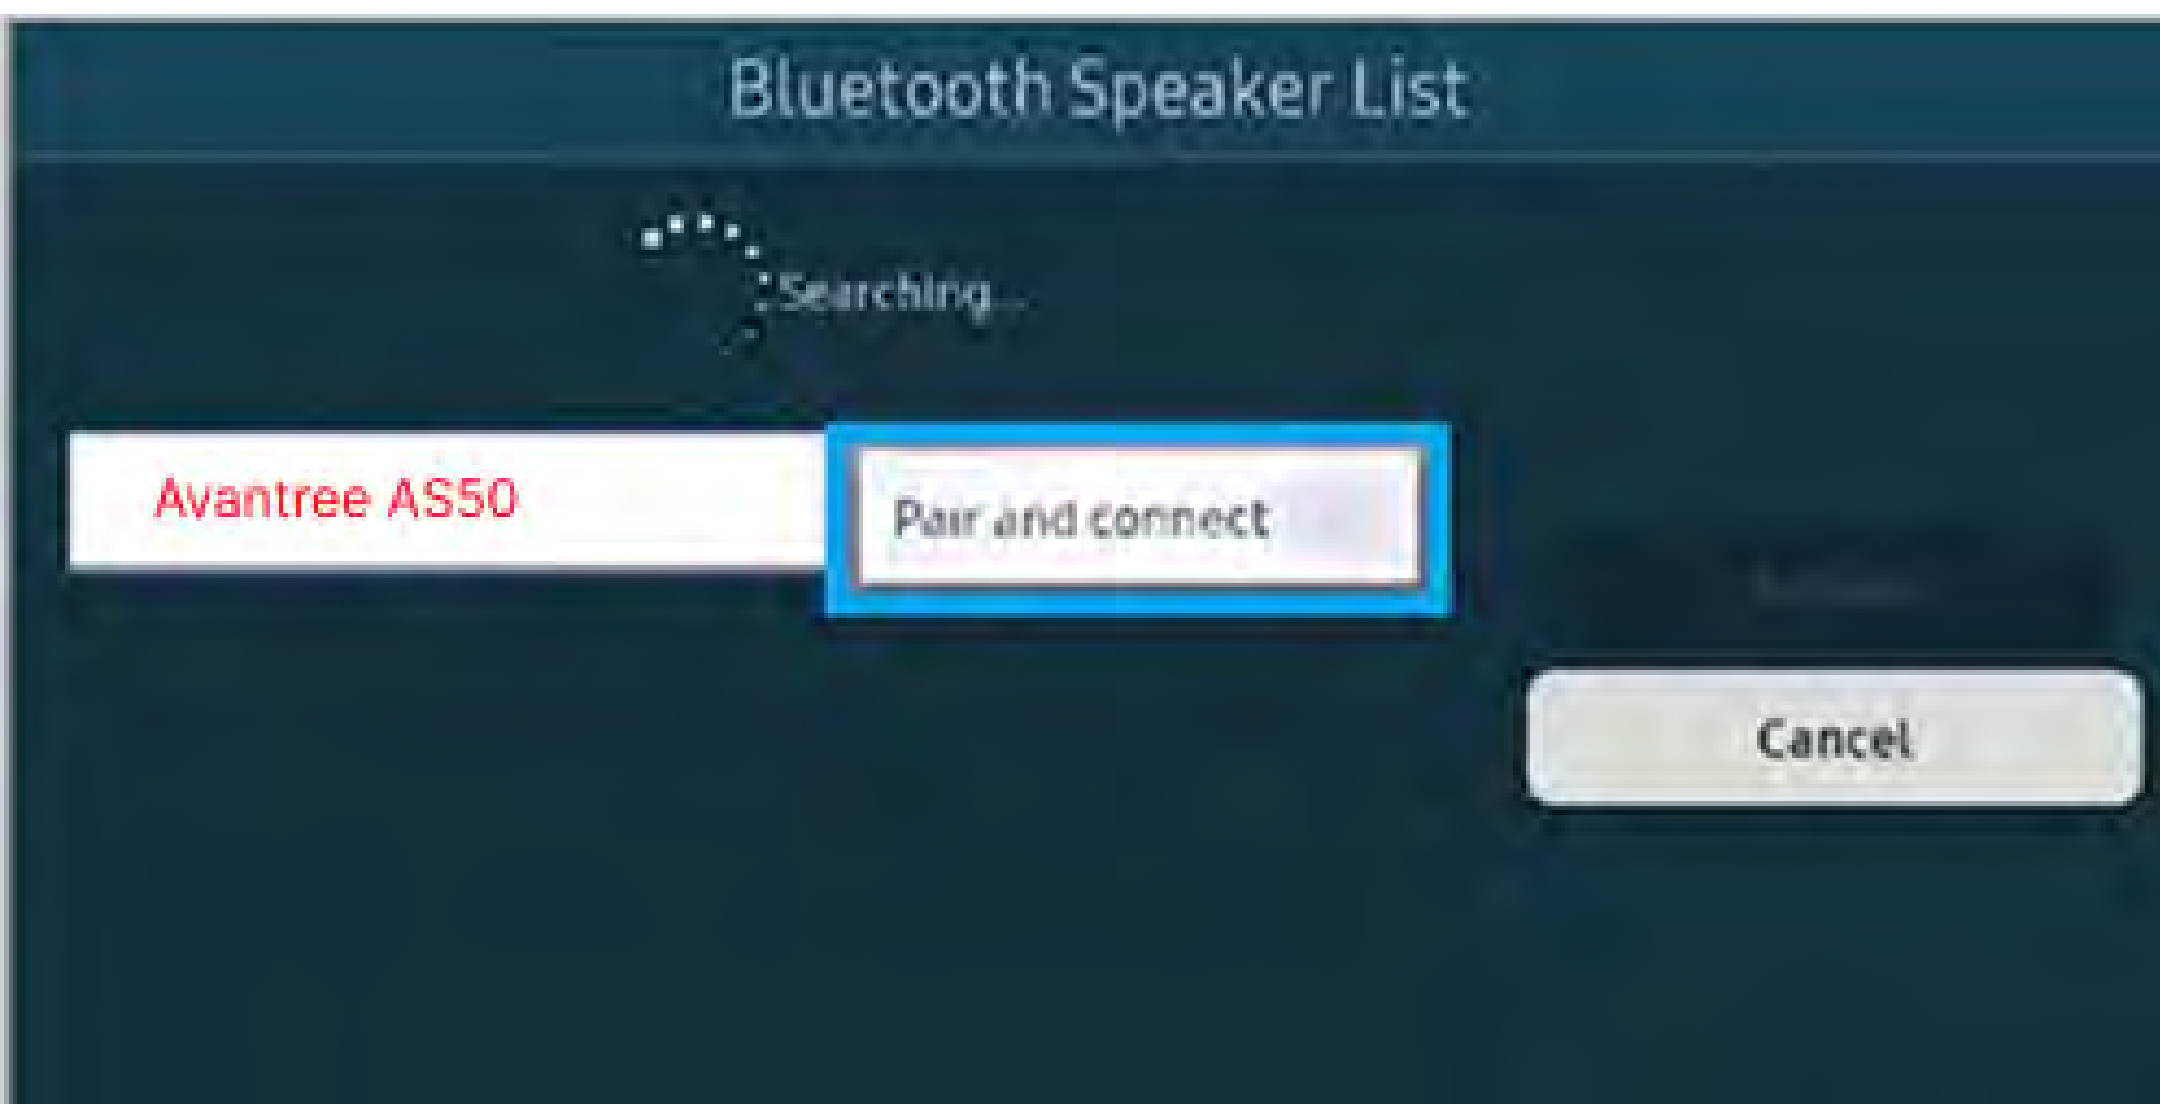 Bluetooth Speaker List
Searching...
Avantree AS50
Pair and connect
Cancel